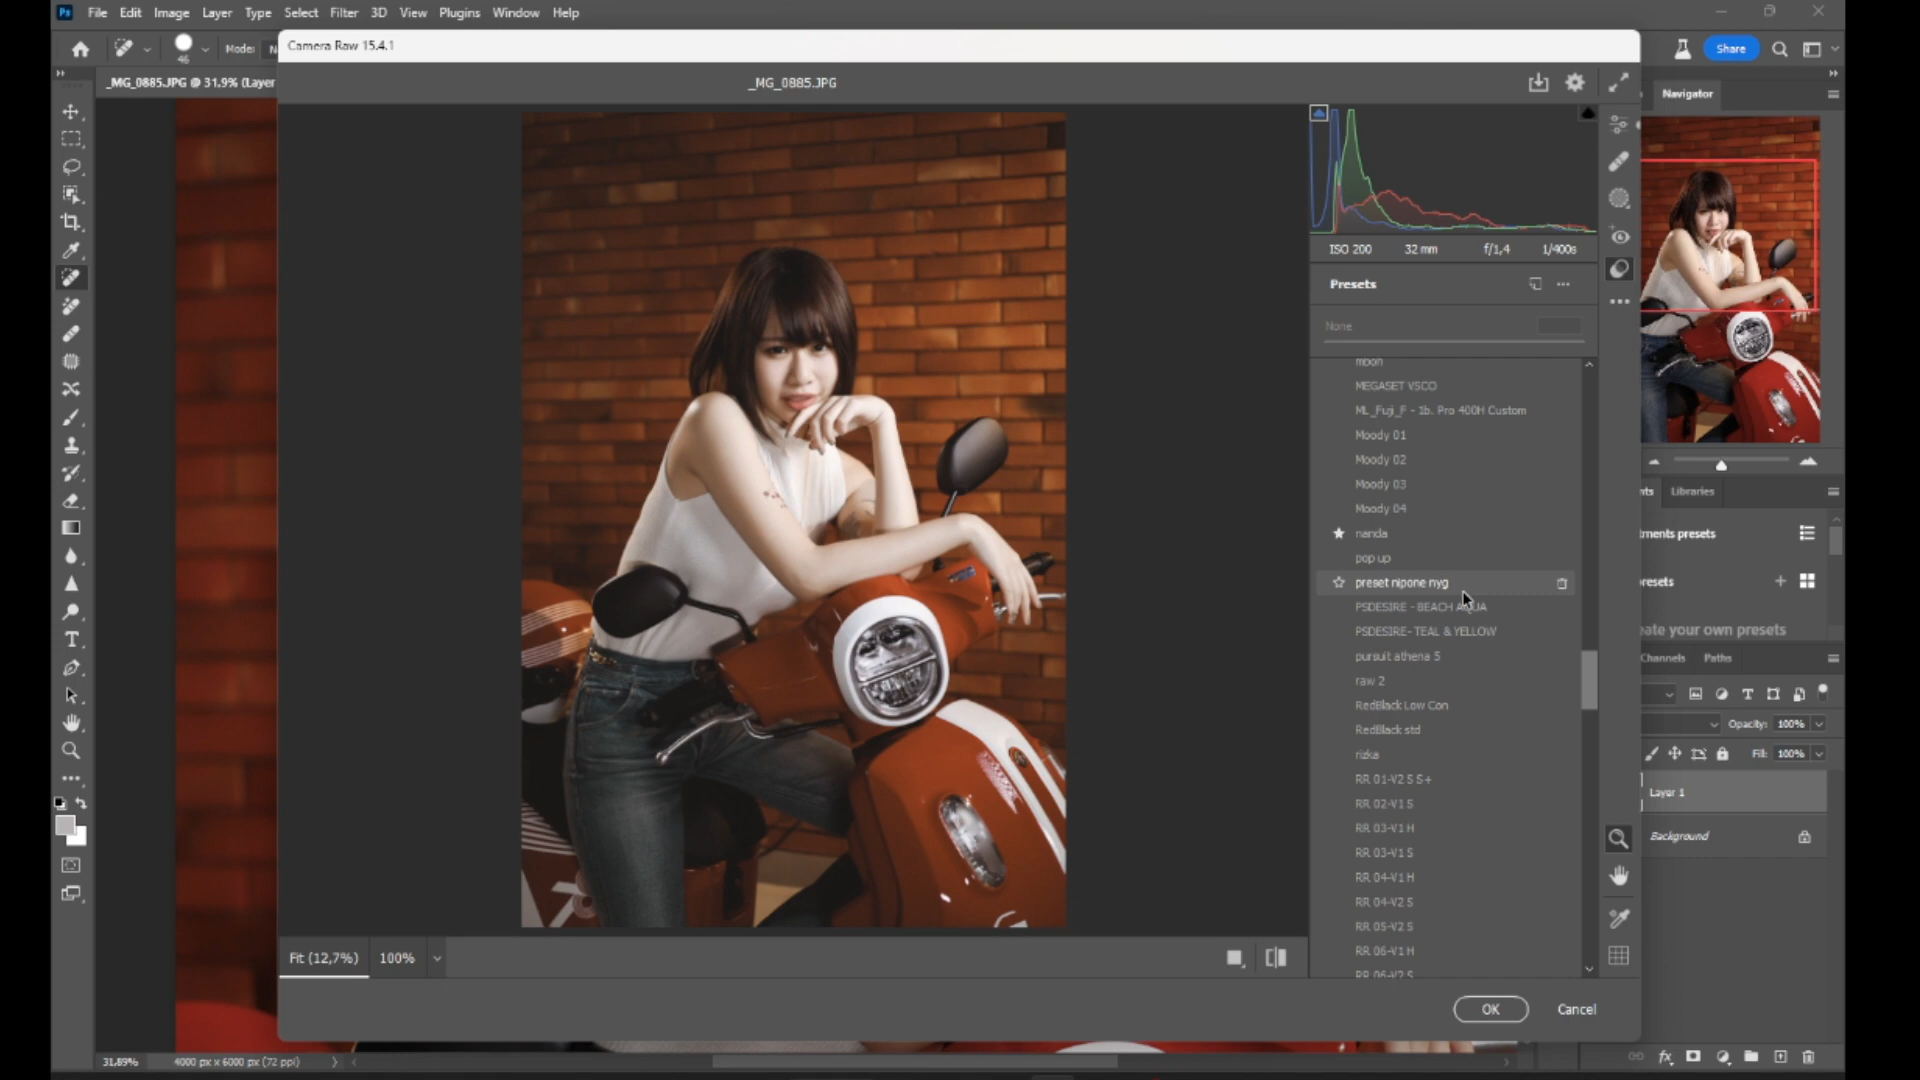 Ps File Edit Image Layer Type Select Filter 3D View Plugins Window Help
46 Mode:
Share
Camera Raw 15.4.1
_MG_0885.JPG @ 31,9% (Layer
_MG_0885.JPG
Navigator
ISO 200 32 mm f/1,4 1/400s
Presets
None
moon
MEGASET VSCO
ML_Fuji_F - 1b. Pro 400H Custom
Moody 01
Moody 02
Moody 03
Moody 04
nanda
pop up
preset nipone nyg
PSDESIRE - BEACH AQUA
PSDESIRE- TEAL & YELLOW
pursuit athena 5
raw 2
RedBlack Low Con
RedBlack std
rizka
RR 01-V2 S S+
RR 02-V1 S
RR 03-V1 H
RR 03-V1 S
RR 04-V1 H
RR 04-V2 S
RR 05-V2 S
RR 06-V1 H
RR 06-V2 S
nts Libraries
tments presets
resets
eate your own presets
Channels Paths
Opacity: 100%
Fill: 100%
Layer 1
Background
Fit (12,7%) 100%
OK Cancel
31,89% 4000 px x 6000 px (72 ppi)